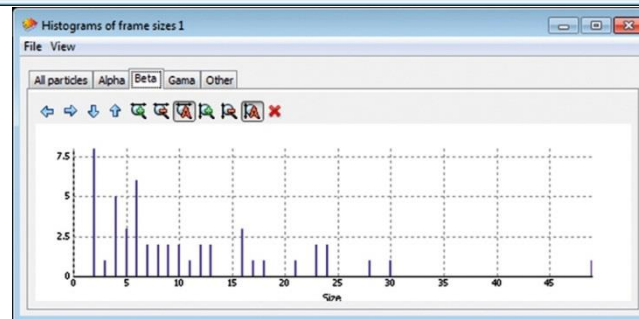 Histograms of frame sizes 1
File View
All particles Alpha Beta Gama Other
7.5
5
2.5
0
0 5 10 15 20 25 30 35 40 45
Size